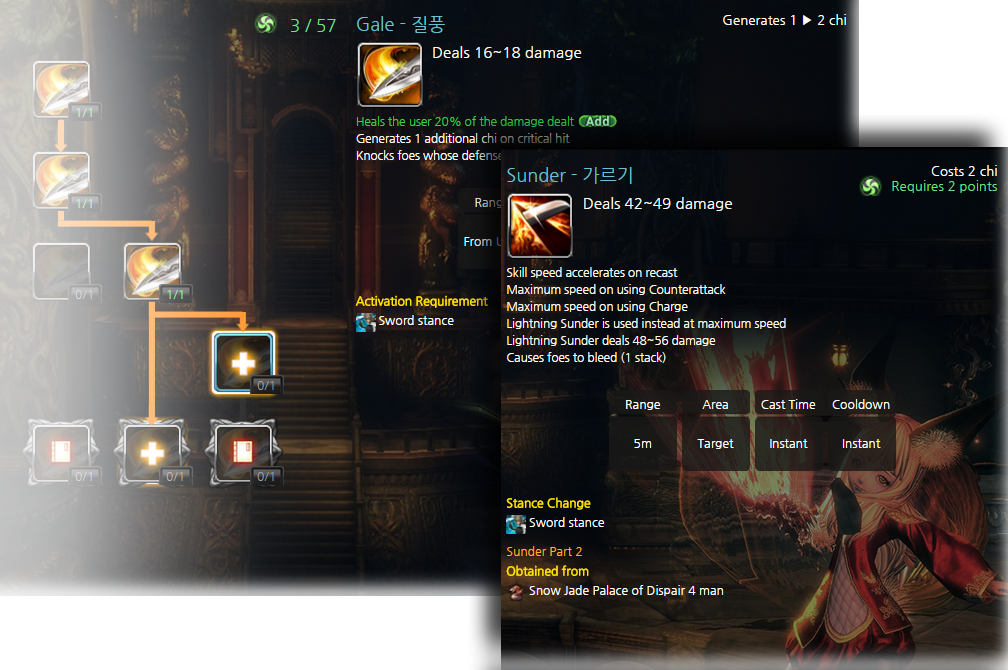 3 / 57
1/1
1/1
0/1
1/1
0/1
0/1
0/1
0/1
Gale - 질풍
Generates 1 ▶ 2 chi
Deals 16~18 damage
Heals the user 20% of the damage dealt Add
Generates 1 additional chi on critical hit
Knocks foes whose defense
From
Activation Requirement
Sword stance
Sunder - 가르기
Costs 2 chi
Requires 2 points
Deals 42~49 damage
Skill speed accelerates on recast
Maximum speed on using Counterattack
Maximum speed on using Charge
Lightning Sunder is used instead at maximum speed
Lightning Sunder deals 48~56 damage
Causes foes to bleed (1 stack)
Range Area Cast Time Cooldown
5m Target Instant Instant
Stance Change
Sword stance
Sunder Part 2
Obtained from
Snow Jade Palace of Dispair 4 man